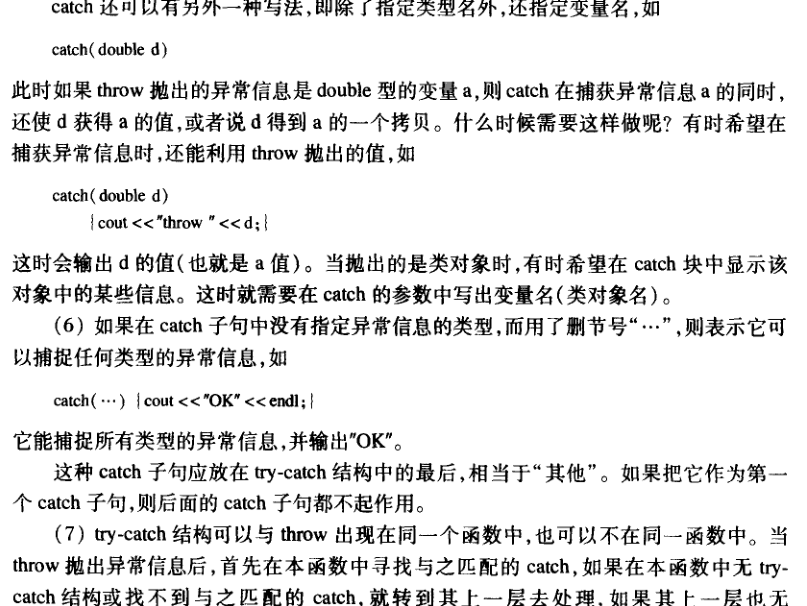 catch 还可以有另外一种写法,即除了指定类型名外,还指定变量名,如
catch(double d)
此时如果 throw 抛出的异常信息是 double 型的变量 a,则 catch 在捕获异常信息 a 的同时,
还使 d 获得 a 的值,或者说 d 得到 a 的一个拷贝。什么时候需要这样做呢? 有时希望在
捕获异常信息时,还能利用 throw 抛出的值,如
catch(double d)
{cout <<"throw "<<d;}
这时会输出 d 的值(也就是 a 值)。当抛出的是类对象时,有时希望在 catch 块中显示该
对象中的某些信息。这时就需要在 catch 的参数中写出变量名(类对象名)。
(6) 如果在 catch 子句中没有指定异常信息的类型,而用了删节号“…”,则表示它可
以捕捉任何类型的异常信息,如
catch(…) {cout <<"OK"<<endl;}
它能捕捉所有类型的异常信息,并输出"OK"。
这种 catch 子句应放在 try-catch 结构中的最后,相当于“其他”。如果把它作为第一
个 catch 子句,则后面的 catch 子句都不起作用。
(7) try-catch 结构可以与 throw 出现在同一个函数中,也可以不在同一函数中。当
throw 抛出异常信息后,首先在本函数中寻找与之匹配的 catch,如果在本函数中无 try-
catch 结构或找不到与之匹配的 catch,就转到其上一层去处理,如果其上一层也无